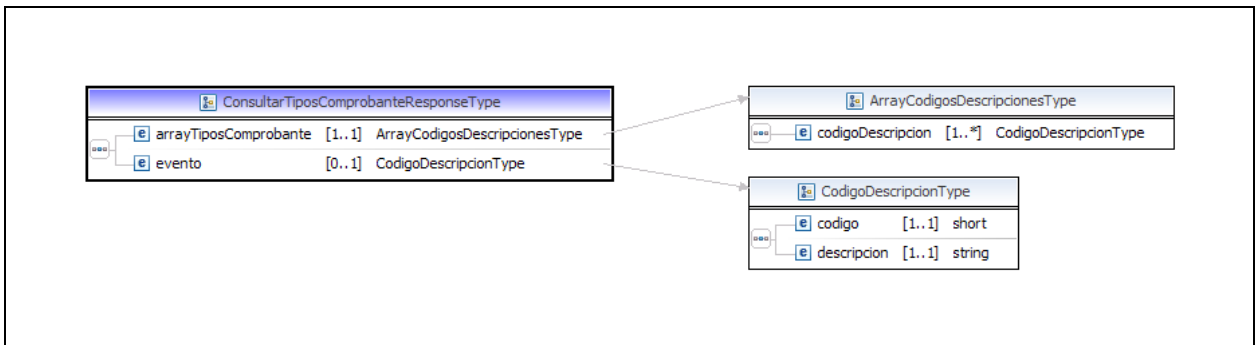 ConsultarTiposComprobanteResponseType
e arrayTiposComprobante [1..1] ArrayCodigosDescripcionesType
e evento [0..1] CodigoDescripcionType
ArrayCodigosDescripcionesType
e codigoDescripcion [1..*] CodigoDescripcionType
CodigoDescripcionType
e codigo [1..1] short
e descripcion [1..1] string